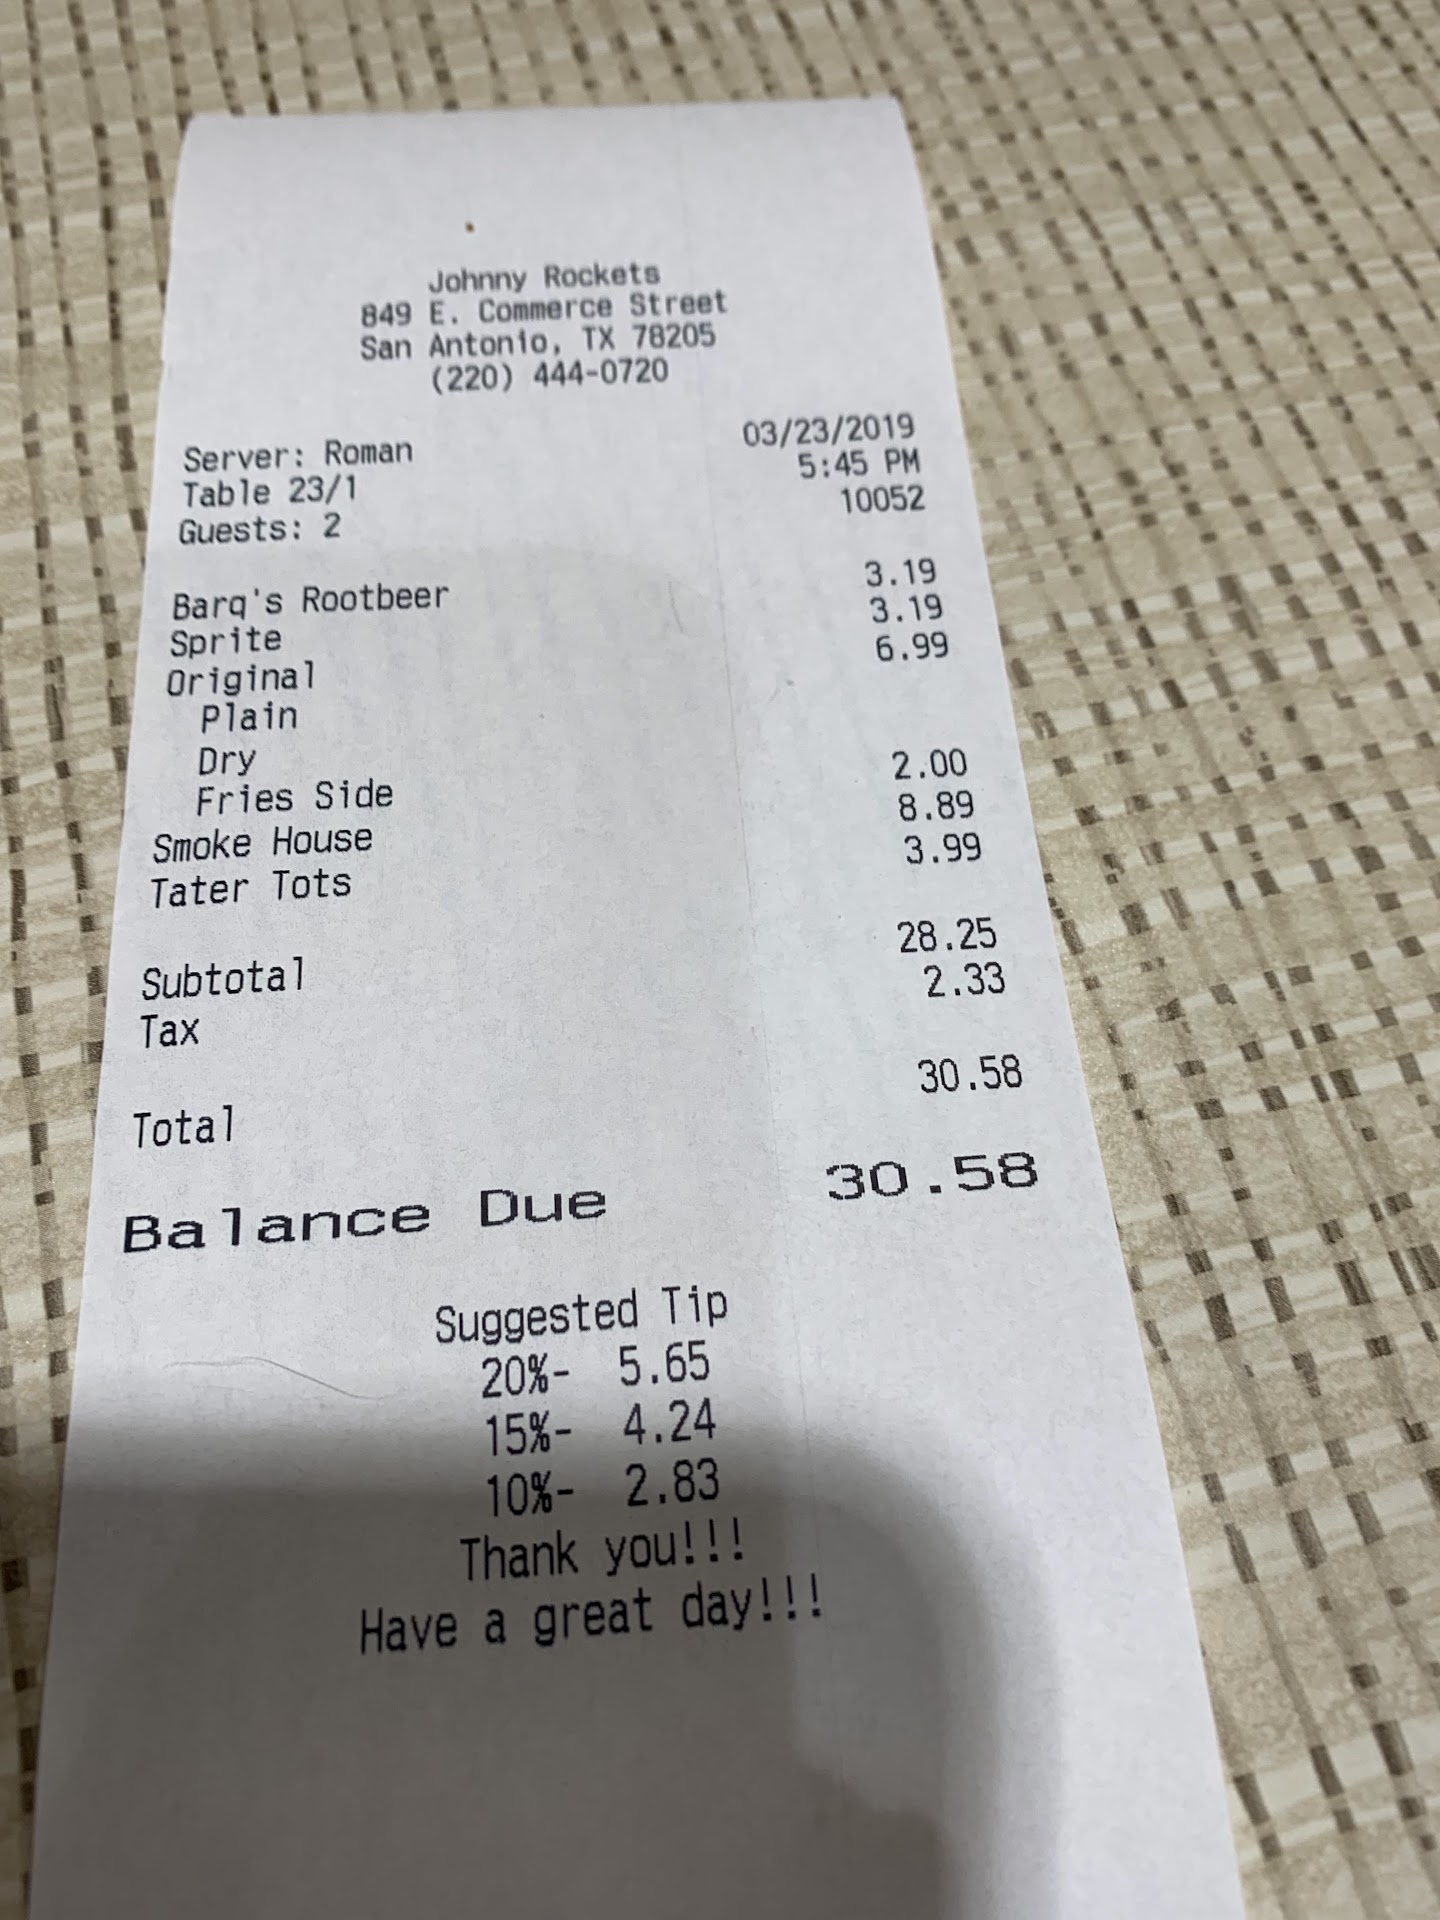 Johnny Rockets
849 E. Commerce Street
San Antonio, TX 78205
(220) 444-0720
Server: Roman 03/23/2019
Table 23/1 5:45 PM
Guests: 2 10052
Barq's Rootbeer 3.19
Sprite 3.19
Original 6.99
Plain
Dry
Fries Side 2.00
Smoke House 8.89
Tater Tots 3.99
Subtotal 28.25
Tax 2.33
Total 30.58
Balance Due 30.58
Suggested Tip
20%- 5.65
15%- 4.24
10%- 2.83
Thank you!!!
Have a great day!!!